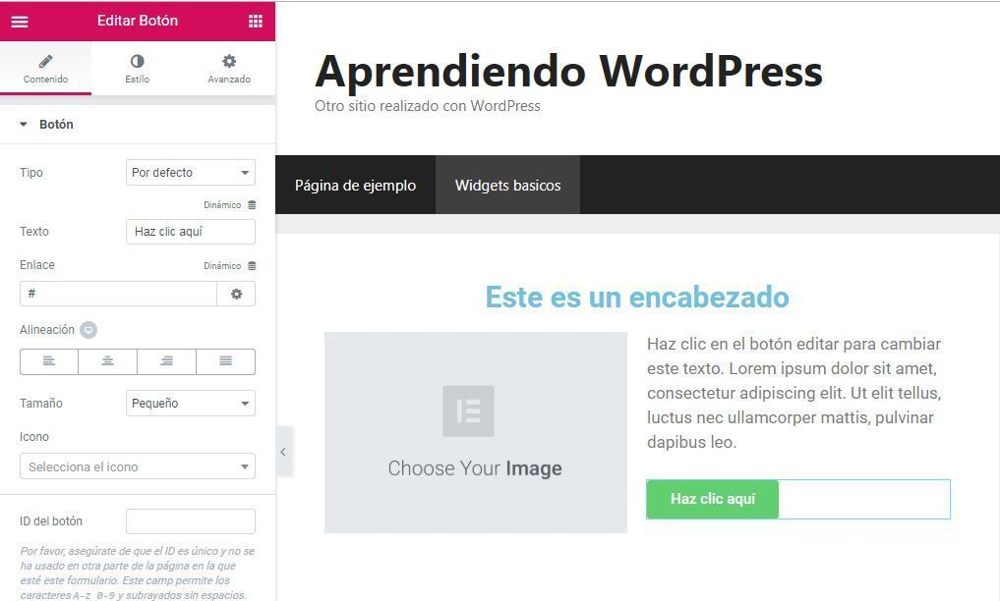 Editar Botón
Contenido
Estilo
Avanzado
Botón
Tipo
Por defecto
Dinámico
Texto
Haz clic aquí
Enlace
Dinámico
#
Alineación
Tamaño
Pequeño
Icono
Selecciona el icono
ID del botón
Por favor, asegúrate de que el ID es único y no se
ha usado en otra parte de la página en la que
esté este formulario. Este campo permite los
caracteres A-z 0-9 y subrayados sin espacios.
Aprendiendo WordPress
Otro sitio realizado con WordPress
Página de ejemplo
Widgets basicos
Este es un encabezado
Choose Your Image
Haz clic en el botón editar para cambiar
este texto. Lorem ipsum dolor sit amet,
consectetur adipiscing elit. Ut elit tellus,
luctus nec ullamcorper mattis, pulvinar
dapibus leo.
Haz clic aquí